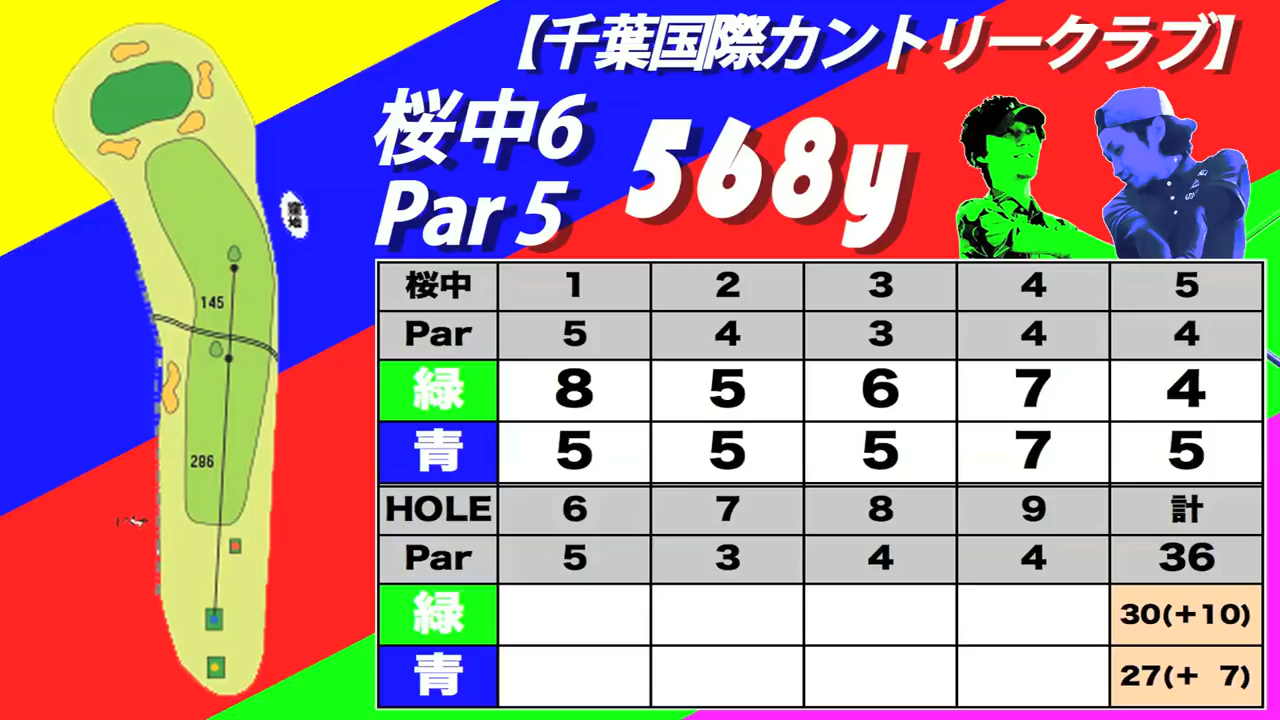 【千葉国際カントリークラブ】
桜中6
Par 5
568y
窪地
145
286
桜中 1 2 3 4 5
Par 5 4 3 4 4
緑 8 5 6 7 4
青 5 5 5 7 5
HOLE 6 7 8 9 計
Par 5 3 4 4 36
緑 30(+10)
青 27(+ 7)